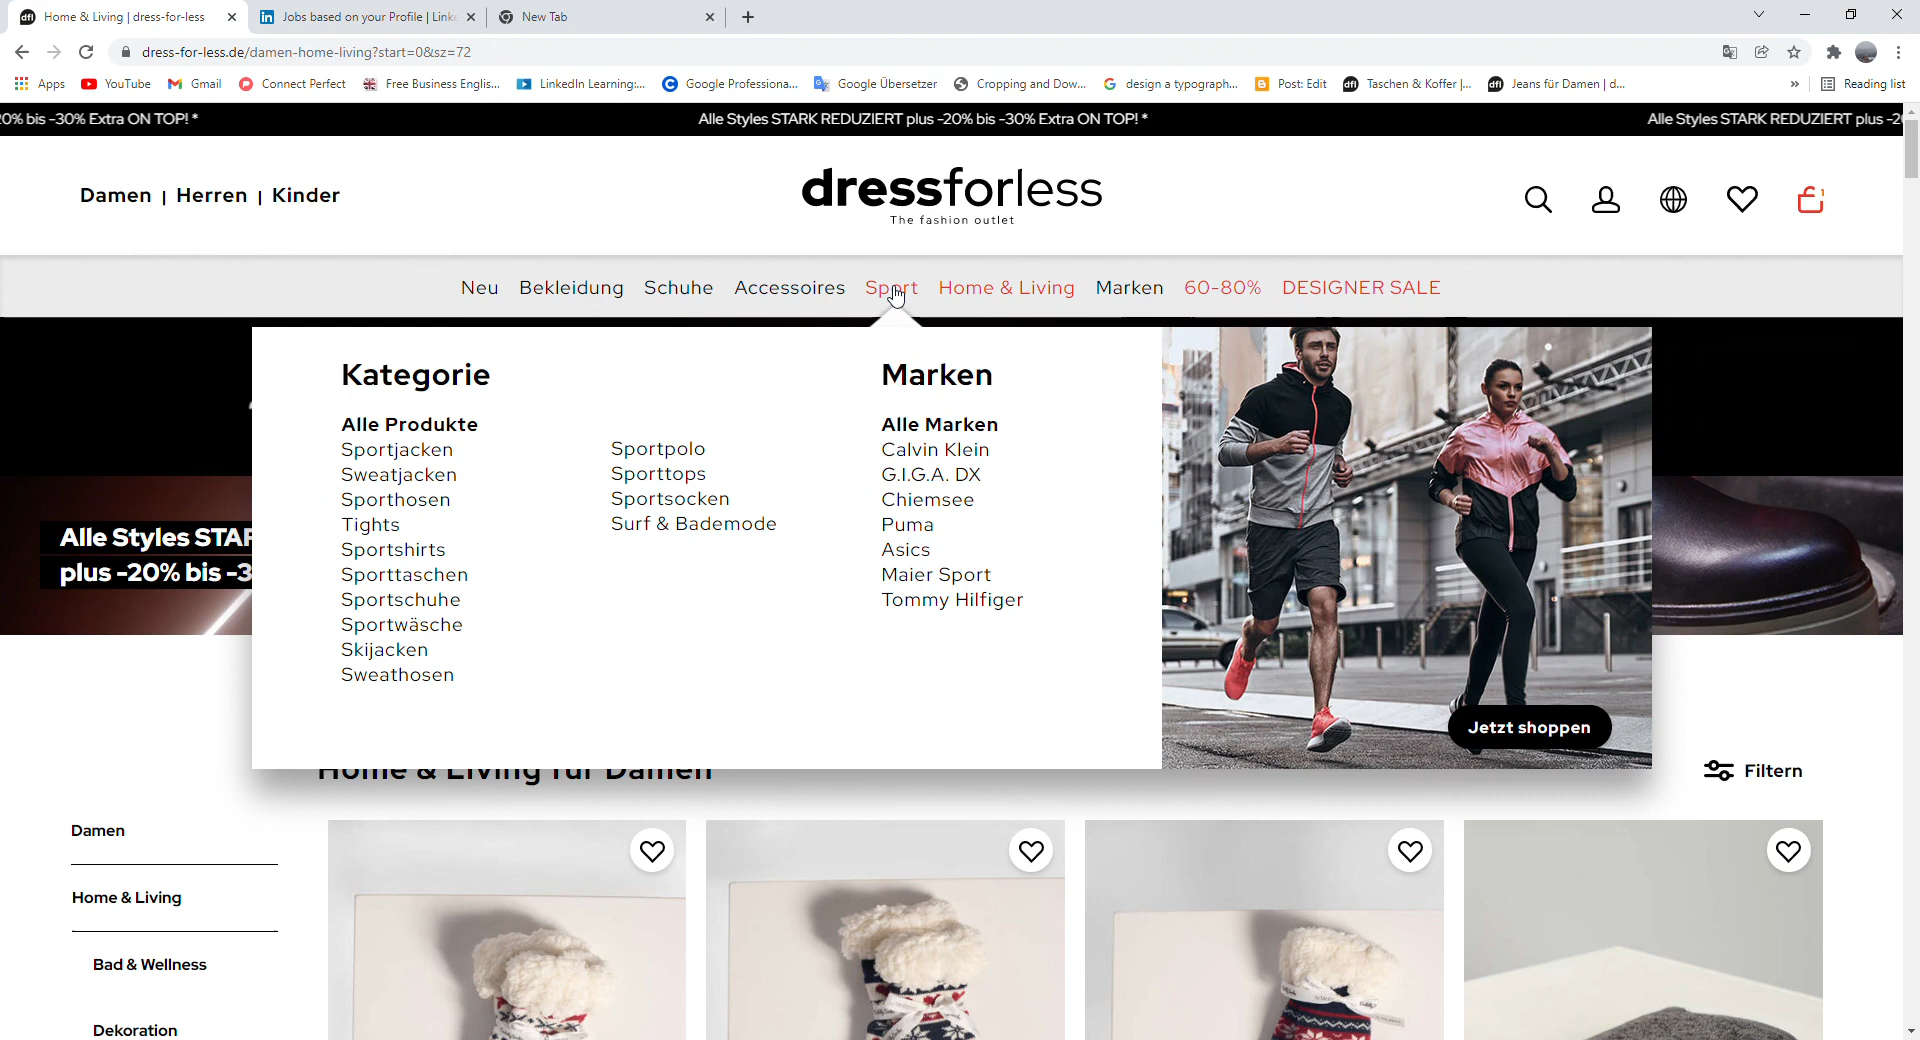 Home & Living | dress-for-less
Jobs based on your Profile | Link
New Tab
dress-for-less.de/damen-home-living?start=0&sz=72
Apps
YouTube
Gmail
Connect Perfect
Free Business Englis...
LinkedIn Learning:...
Google Professiona...
Google Übersetzer
Cropping and Dow...
design a typograph...
Post: Edit
Taschen & Koffer |...
Jeans für Damen | d...
»
Reading list
0% bis -30% Extra ON TOP! *
Alle Styles STARK REDUZIERT plus -20% bis -30% Extra ON TOP! *
Alle Styles STARK REDUZIERT plus -2
Damen | Herren | Kinder
dressforless
The fashion outlet
1
Neu Bekleidung Schuhe Accessoires Sport Home & Living Marken 60-80% DESIGNER SALE
Kategorie
Alle Produkte
Sportjacken
Sweatjacken
Sporthosen
Tights
Sportshirts
Sporttaschen
Sportschuhe
Sportwäsche
Skijacken
Sweathosen
Sportpolo
Sporttops
Sportsocken
Surf & Bademode
Marken
Alle Marken
Calvin Klein
G.I.G.A. DX
Chiemsee
Puma
Asics
Maier Sport
Tommy Hilfiger
Jetzt shoppen
Alle Styles STAR
plus -20% bis -3
Home & Living für Damen
Filtern
Damen
Home & Living
Bad & Wellness
Dekoration